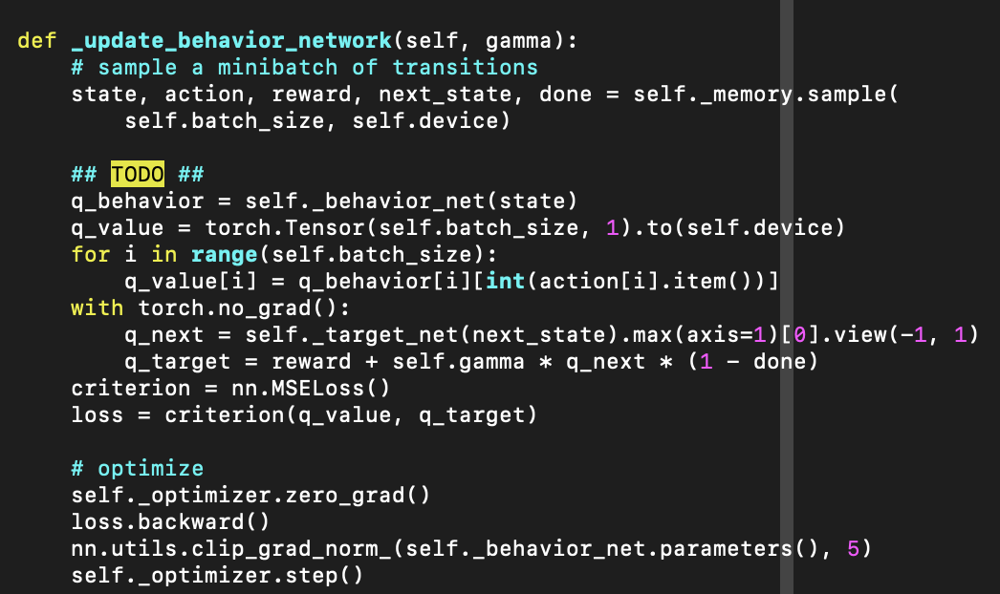 def _update_behavior_network(self, gamma):
    # sample a minibatch of transitions
    state, action, reward, next_state, done = self._memory.sample(
        self.batch_size, self.device)

    ## TODO ##
    q_behavior = self._behavior_net(state)
    q_value = torch.Tensor(self.batch_size, 1).to(self.device)
    for i in range(self.batch_size):
        q_value[i] = q_behavior[i][int(action[i].item())]
    with torch.no_grad():
        q_next = self._target_net(next_state).max(axis=1)[0].view(-1, 1)
        q_target = reward + self.gamma * q_next * (1 - done)
    criterion = nn.MSELoss()
    loss = criterion(q_value, q_target)

    # optimize
    self._optimizer.zero_grad()
    loss.backward()
    nn.utils.clip_grad_norm_(self._behavior_net.parameters(), 5)
    self._optimizer.step()